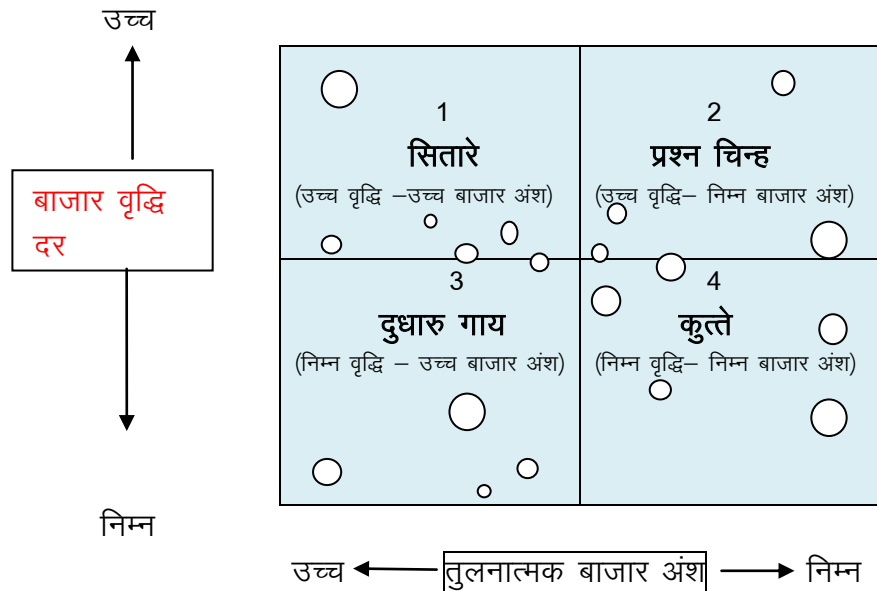 उच्च
बाजार वृद्धि
दर
निम्न
1
सितारे
(उच्च वृद्धि –उच्च बाजार अंश)
2
प्रश्न चिन्ह
(उच्च वृद्धि– निम्न बाजार अंश)
3
दुधारु गाय
(निम्न वृद्धि – उच्च बाजार अंश)
4
कुत्ते
(निम्न वृद्धि– निम्न बाजार अंश)
उच्च तुलनात्मक बाजार अंश निम्न